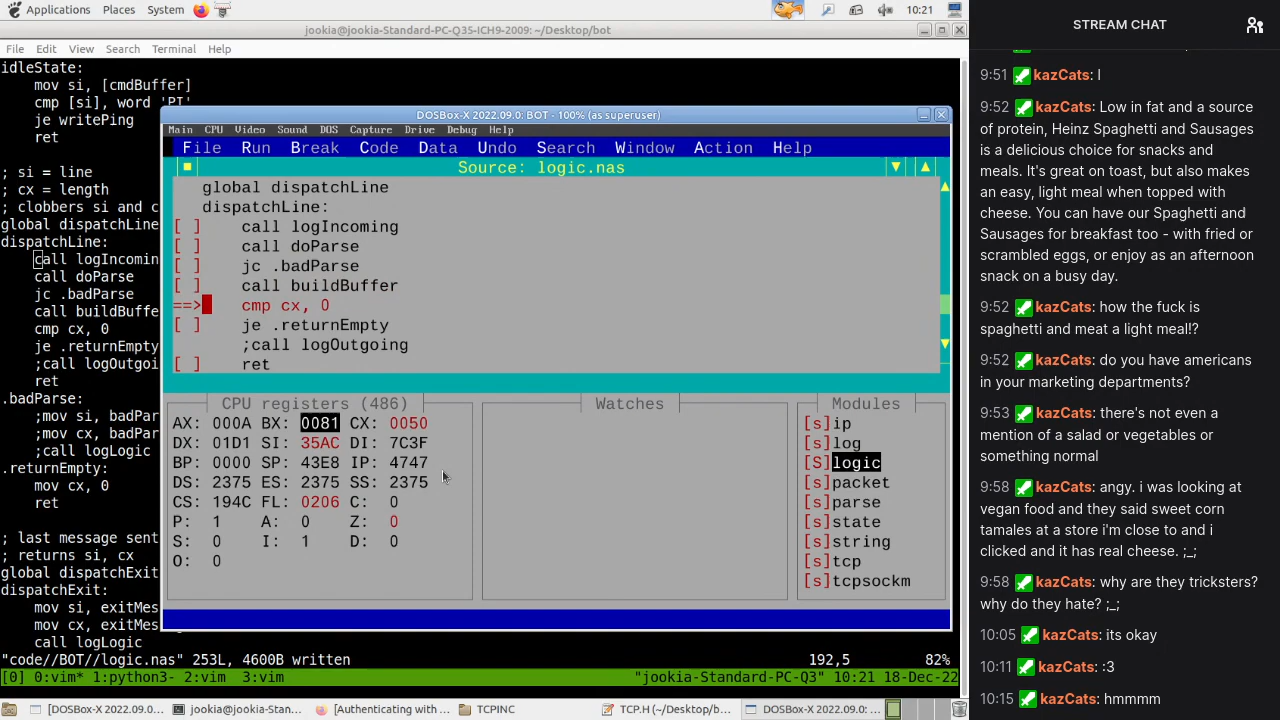 Applications Places System 10:21
jookia@jookia-Standard-PC-Q35-ICH9-2009: ~/Desktop/bot
File Edit View Search Terminal Help
idleState:
mov si, [cmdBuffer]
cmp [si], word 'PI'
je writePing
ret
; si = line
; cx = length
; clobbers si and c
global dispatchLine
dispatchLine:
call logIncomin
call doParse
jc .badParse
call buildBuffe
cmp cx, 0
je .returnEmpty
;call logOutgoi
ret
.badParse:
;mov si, badPar
;mov cx, badPar
;call logLogic
.returnEmpty:
mov cx, 0
ret
; last message sent
; returns si, cx
global dispatchExit
dispatchExit:
mov si, exitMes
mov cx, exitMes
call logLogic
"code//BOT//logic.nas" 253L, 4600B written 192,5 82%
[0] 0:vim* 1:python3- 2:vim 3:vim "jookia-Standard-PC-Q3" 10:21 18-Dec-22
DOSBox-X 2022.09.0: BOT - 100% (as superuser)
Main CPU Video Sound DOS Capture Drive Debug Help
File Run Break Code Data Undo Search Window Action Help
Source: logic.nas
global dispatchLine
dispatchLine:
[ ] call logIncoming
[ ] call doParse
[ ] jc .badParse
[ ] call buildBuffer
==> cmp cx, 0
[ ] je .returnEmpty
;call logOutgoing
[ ] ret
CPU registers (486)
AX: 000A BX: 0081 CX: 0050
DX: 01D1 SI: 35AC DI: 7C3F
BP: 0000 SP: 43E8 IP: 4747
DS: 2375 ES: 2375 SS: 2375
CS: 194C FL: 0206 C: 0
P: 1 A: 0 Z: 0
S: 0 I: 1 D: 0
O: 0
Watches
Modules
[s]ip
[s]log
[S]logic
[s]packet
[s]parse
[s]state
[s]string
[s]tcp
[s]tcpsockm
[DOSBox-X 2022.09.0... jookia@jookia-Stan... [Authenticating with ... TCPINC TCP.H (~/Desktop/b... DOSBox-X 2022.09.0: ...
STREAM CHAT
9:51 kazCats: I
9:52 kazCats: Low in fat and a source
of protein, Heinz Spaghetti and Sausages
is a delicious choice for snacks and
meals. It's great on toast, but also makes
an easy, light meal when topped with
cheese. You can have our Spaghetti and
Sausages for breakfast too - with fried or
scrambled eggs, or enjoy as an afternoon
snack on a busy day.
9:52 kazCats: how the fuck is
spaghetti and meat a light meal!?
9:52 kazCats: do you have americans
in your marketing departments?
9:53 kazCats: there's not even a
mention of a salad or vegetables or
something normal
9:58 kazCats: angy. i was looking at
vegan food and they said sweet corn
tamales at a store i'm close to and i
clicked and it has real cheese. ;_;
9:58 kazCats: why are they tricksters?
why do they hate? ;_;
10:05 kazCats: its okay
10:11 kazCats: :3
10:15 kazCats: hmmmm